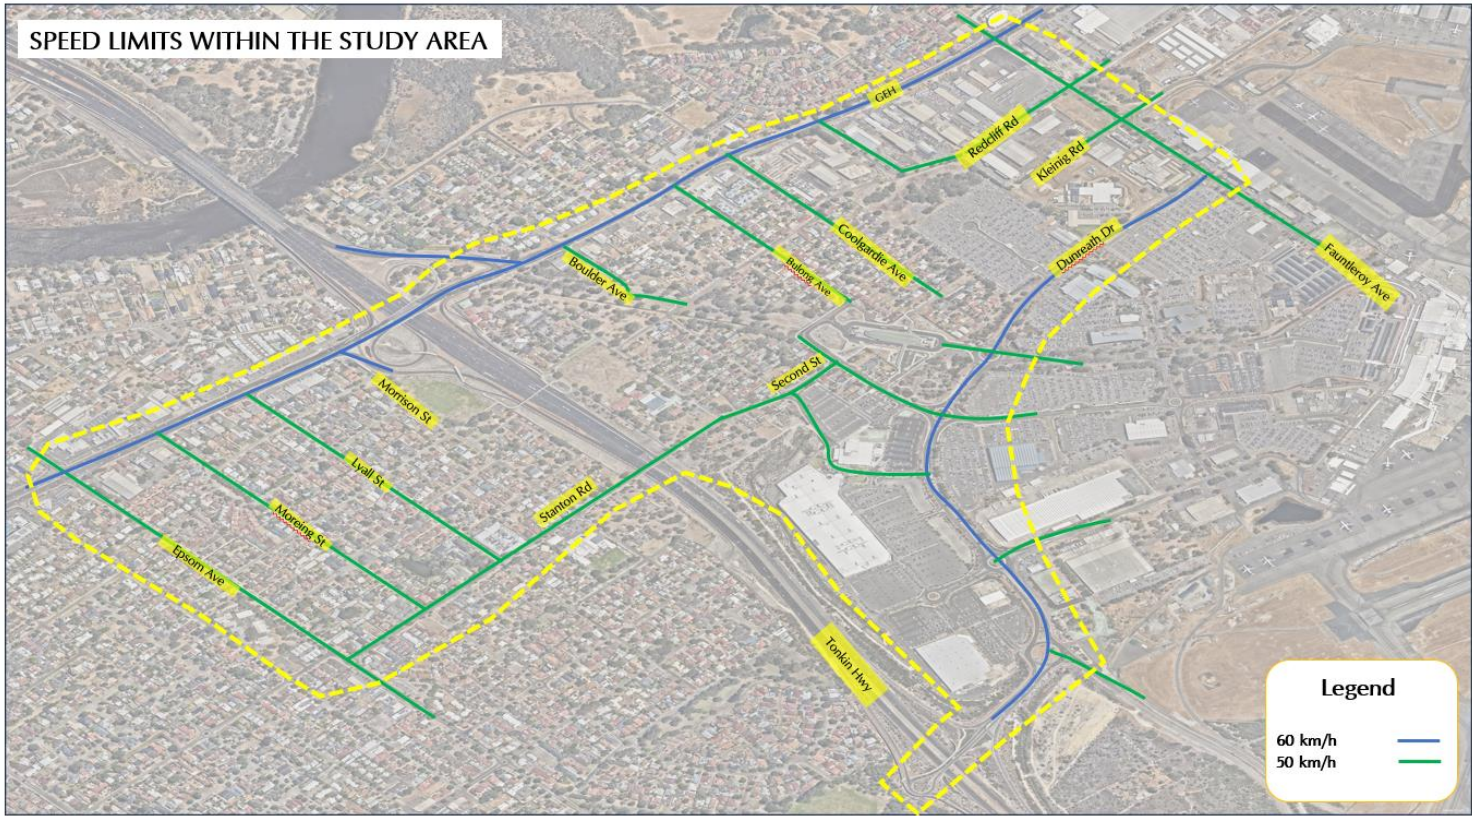 SPEED LIMITS WITHIN THE STUDY AREA
GEH
Redcliff Rd
Kleinig Rd
Coolgardie Ave
Bulong Ave
Boulder Ave
Dunreath Dr
Fauntleroy Ave
Second St
Morrison St
Lyall St
Stanton Rd
Moreing St
Epsom Ave
Tonkin Hwy
Legend
60 km/h
50 km/h